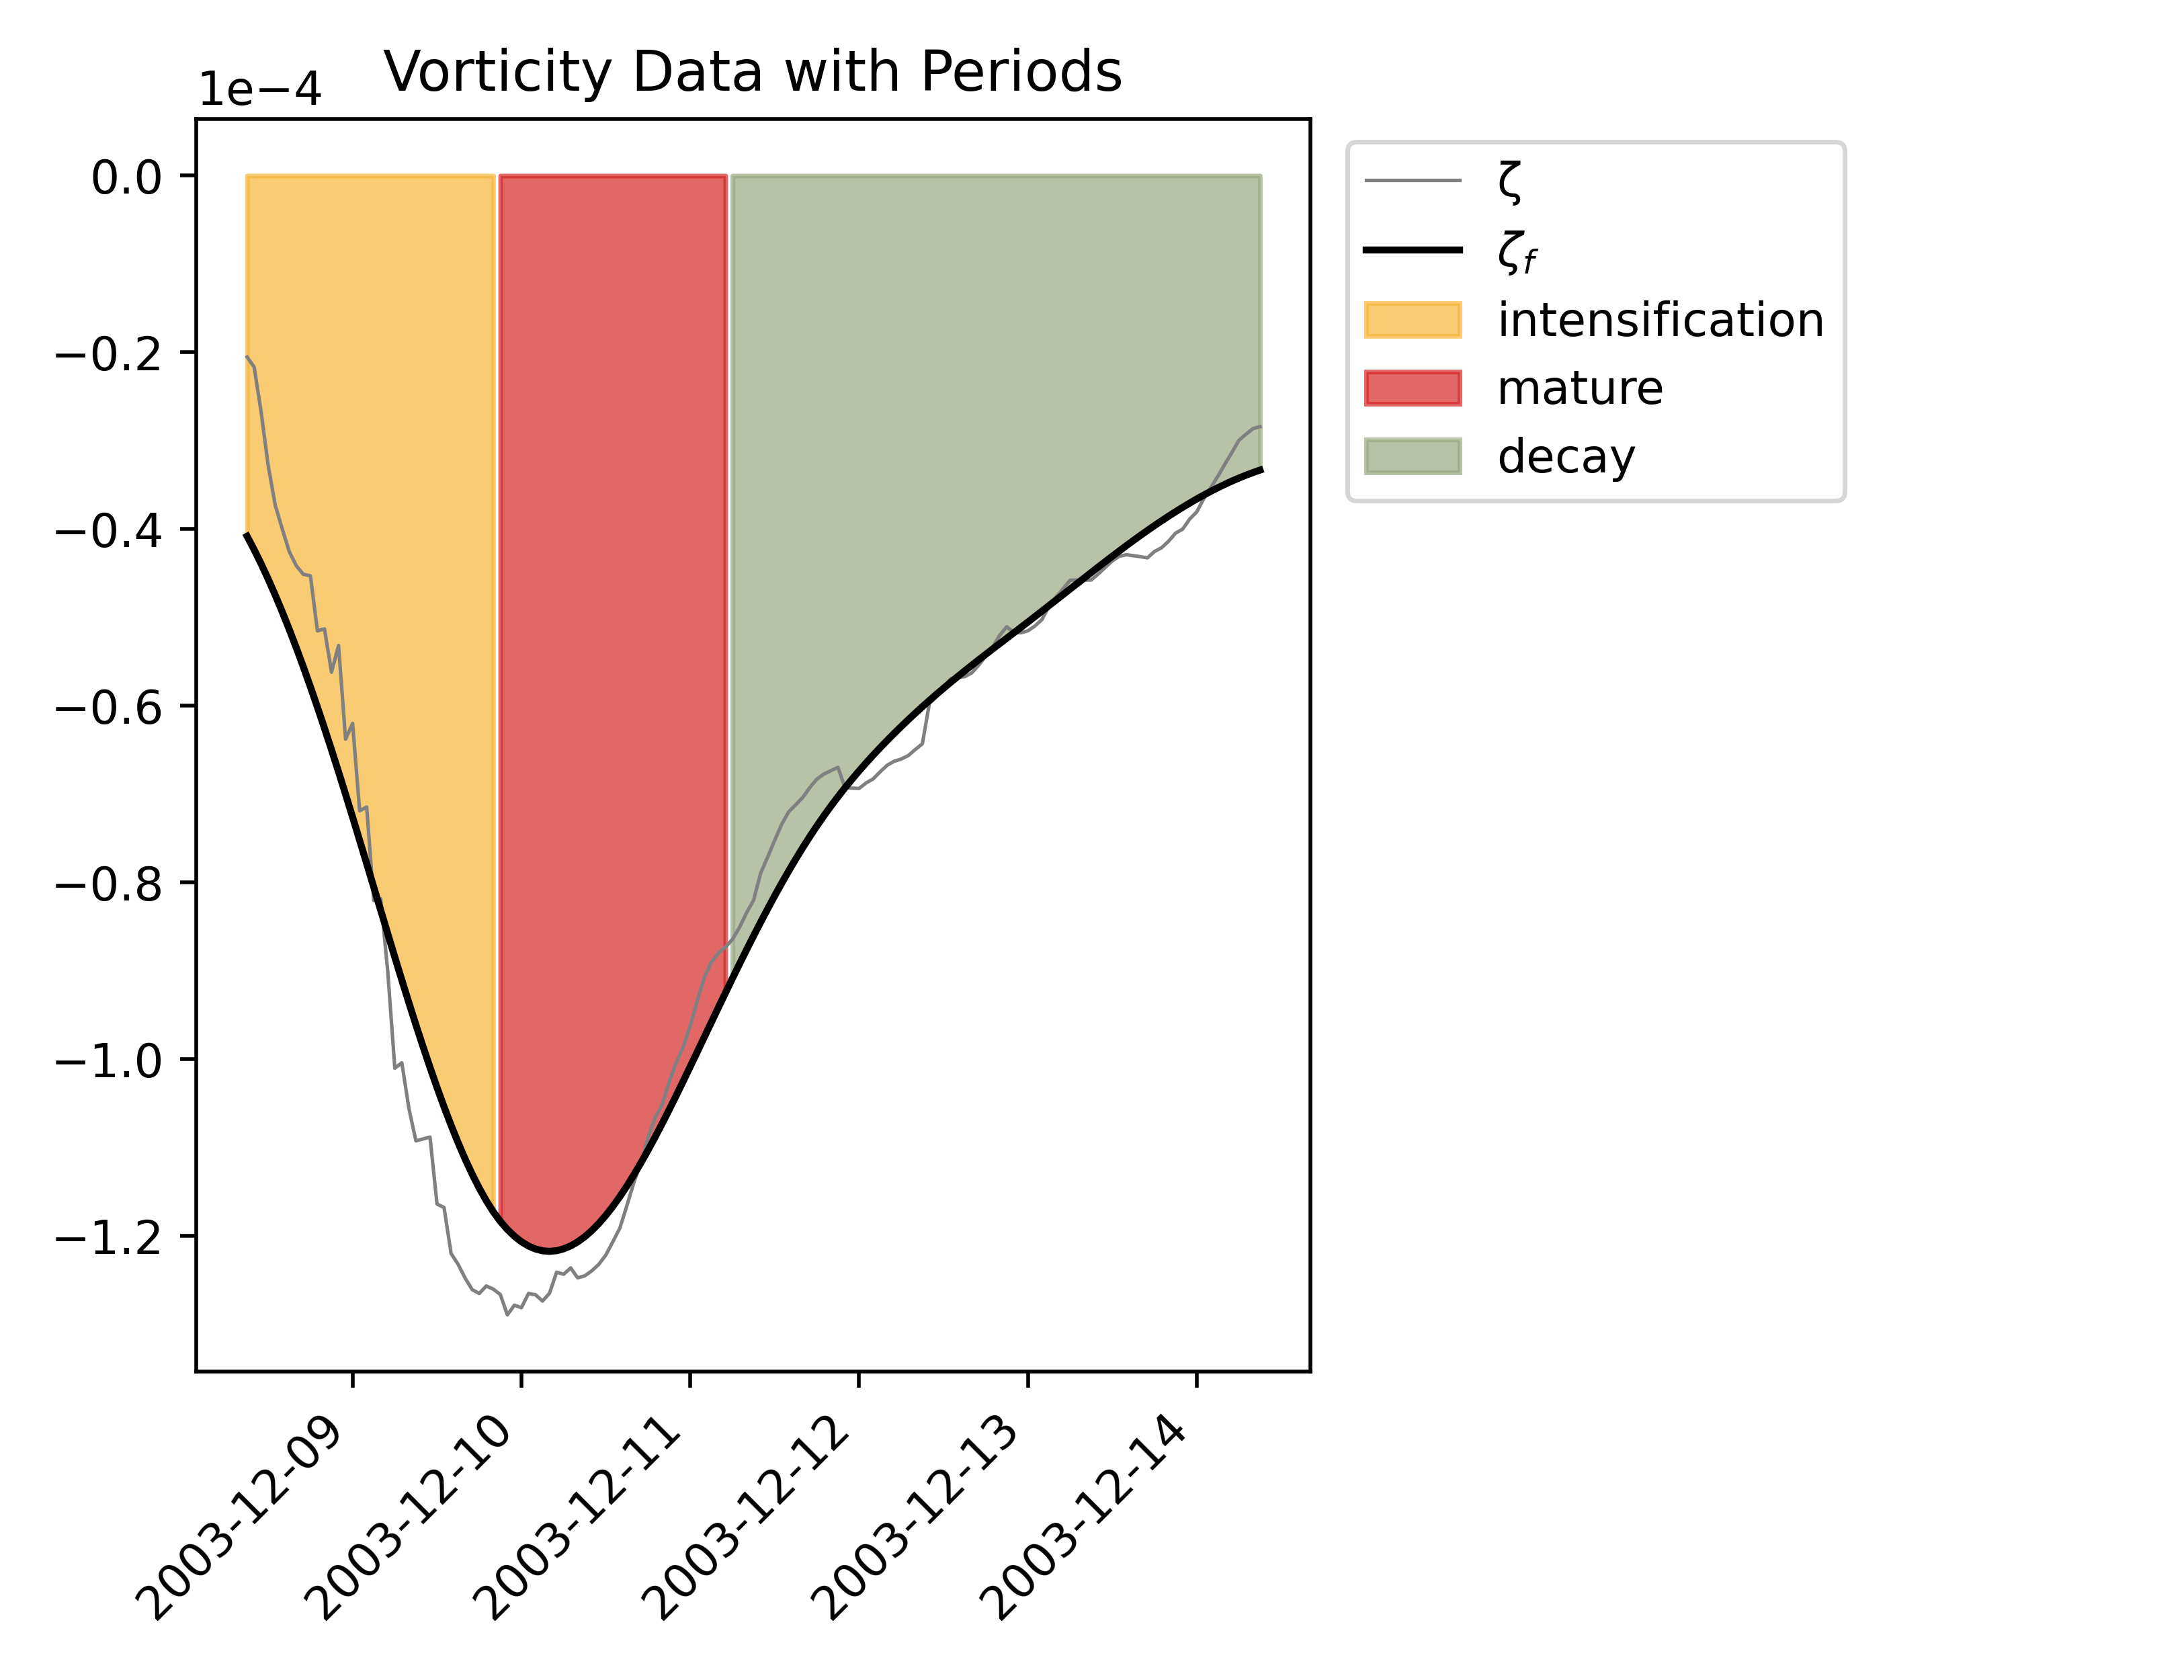 Vorticity Data with Periods
1e−4
0.0
−0.2
−0.4
−0.6
−0.8
−1.0
−1.2
2003-12-09
2003-12-10
2003-12-11
2003-12-12
2003-12-13
2003-12-14
ζ
ζf
intensification
mature
decay